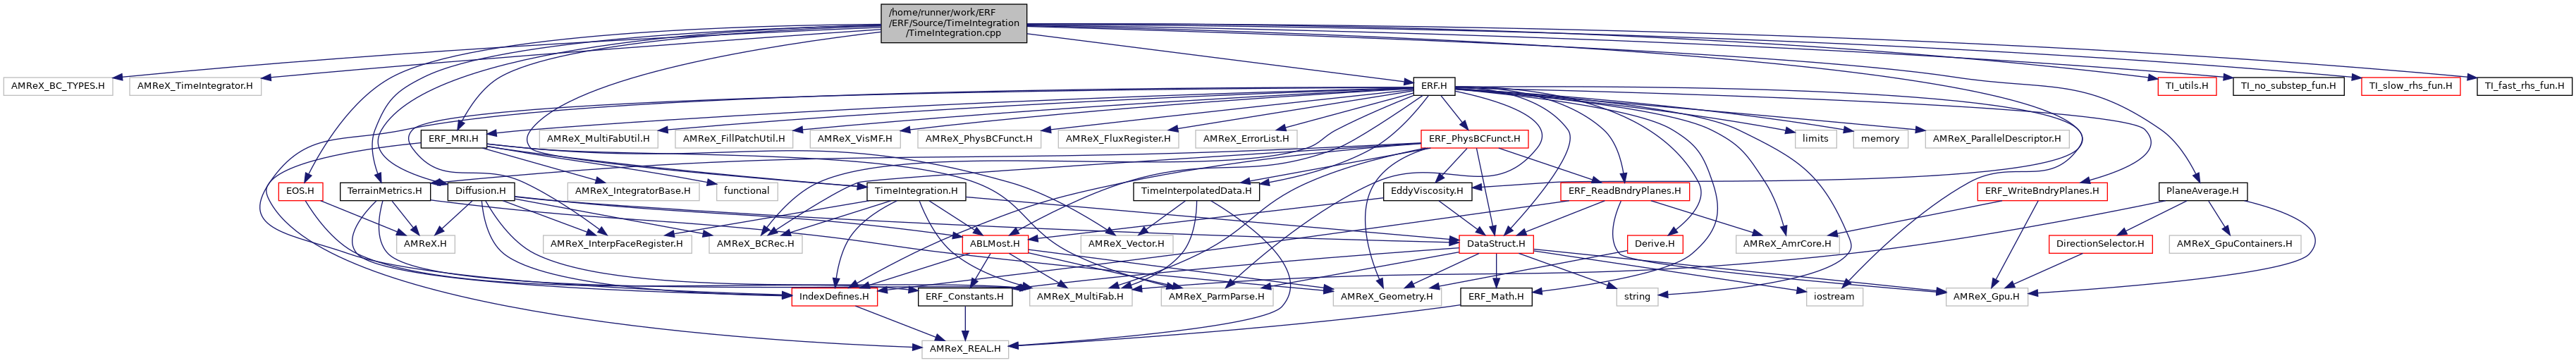 /home/runner/work/ERF
/ERF/Source/TimeIntegration
/TimeIntegration.cpp
AMReX_BC_TYPES.H
AMReX_TimeIntegrator.H
ERF.H
TI_utils.H
TI_no_substep_fun.H
TI_slow_rhs_fun.H
TI_fast_rhs_fun.H
ERF_MRI.H
AMReX_MultiFabUtil.H
AMReX_FillPatchUtil.H
AMReX_VisMF.H
AMReX_PhysBCFunct.H
AMReX_FluxRegister.H
AMReX_ErrorList.H
ERF_PhysBCFunct.H
limits
memory
AMReX_ParallelDescriptor.H
EOS.H
TerrainMetrics.H
Diffusion.H
AMReX_IntegratorBase.H
functional
TimeIntegration.H
TimeInterpolatedData.H
EddyViscosity.H
ERF_ReadBndryPlanes.H
ERF_WriteBndryPlanes.H
PlaneAverage.H
AMReX.H
AMReX_InterpFaceRegister.H
AMReX_BCRec.H
ABLMost.H
AMReX_Vector.H
DataStruct.H
Derive.H
AMReX_AmrCore.H
DirectionSelector.H
AMReX_GpuContainers.H
IndexDefines.H
ERF_Constants.H
AMReX_MultiFab.H
AMReX_ParmParse.H
AMReX_Geometry.H
ERF_Math.H
string
iostream
AMReX_Gpu.H
AMReX_REAL.H